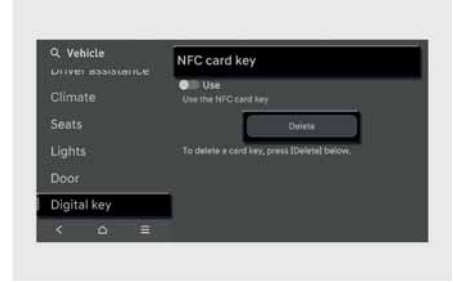 Vehicle
Driver assistance
Climate
Seats
Lights
Door
Digital key
NFC card key
Use
Use the NFC card key
Delete
To delete a card key, press [Delete] below.